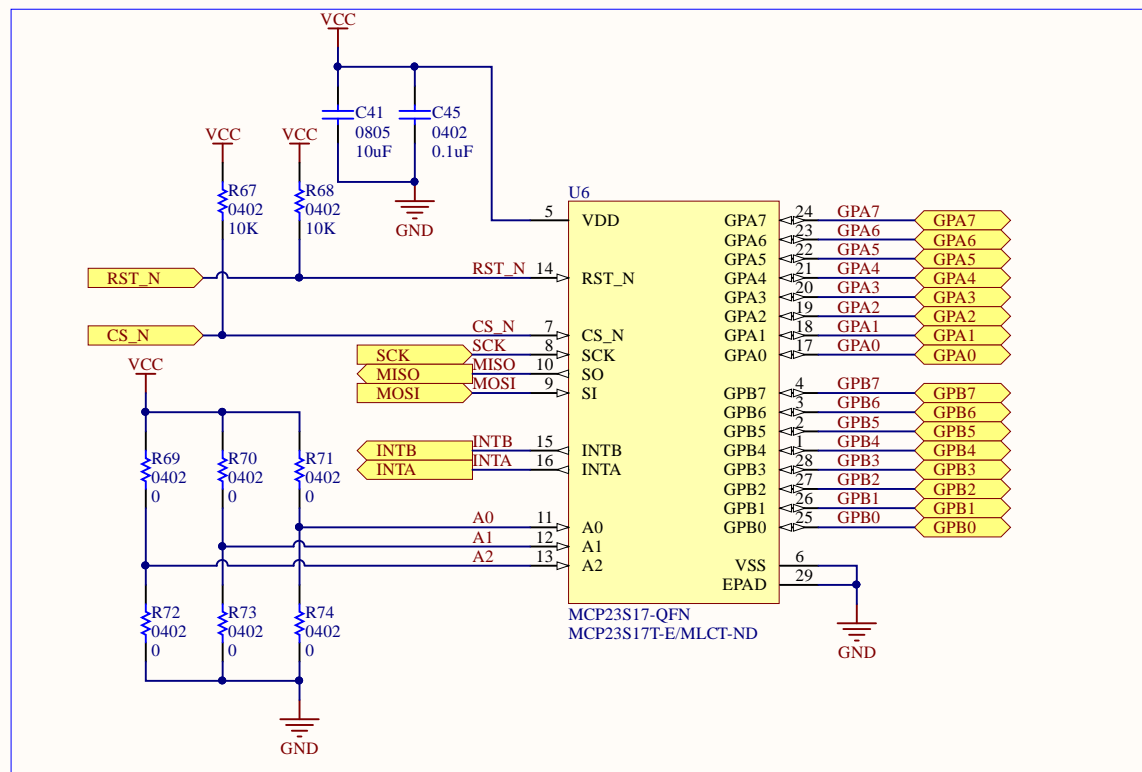 VCC
C41
0805
10uF
C45
0402
0.1uF
GND
VCC
VCC
R67
0402
10K
R68
0402
10K
RST_N
RST_N
14
CS_N
CS_N
7
SCK
SCK
8
MISO
MISO
10
MOSI
MOSI
9
INTB
INTB
15
INTA
INTA
16
VCC
R69
0402
0
R70
0402
0
R71
0402
0
A0
11
A1
12
A2
13
R72
0402
0
R73
0402
0
R74
0402
0
GND
U6
5
VDD
RST_N
CS_N
SCK
SO
SI
INTB
INTA
A0
A1
A2
GPA7 24 GPA7 GPA7
GPA6 23 GPA6 GPA6
GPA5 22 GPA5 GPA5
GPA4 21 GPA4 GPA4
GPA3 20 GPA3 GPA3
GPA2 19 GPA2 GPA2
GPA1 18 GPA1 GPA1
GPA0 17 GPA0 GPA0
GPB7 4 GPB7 GPB7
GPB6 3 GPB6 GPB6
GPB5 2 GPB5 GPB5
GPB4 1 GPB4 GPB4
GPB3 28 GPB3 GPB3
GPB2 27 GPB2 GPB2
GPB1 26 GPB1 GPB1
GPB0 25 GPB0 GPB0
VSS 6
EPAD 29
GND
MCP23S17-QFN
MCP23S17T-E/MLCT-ND